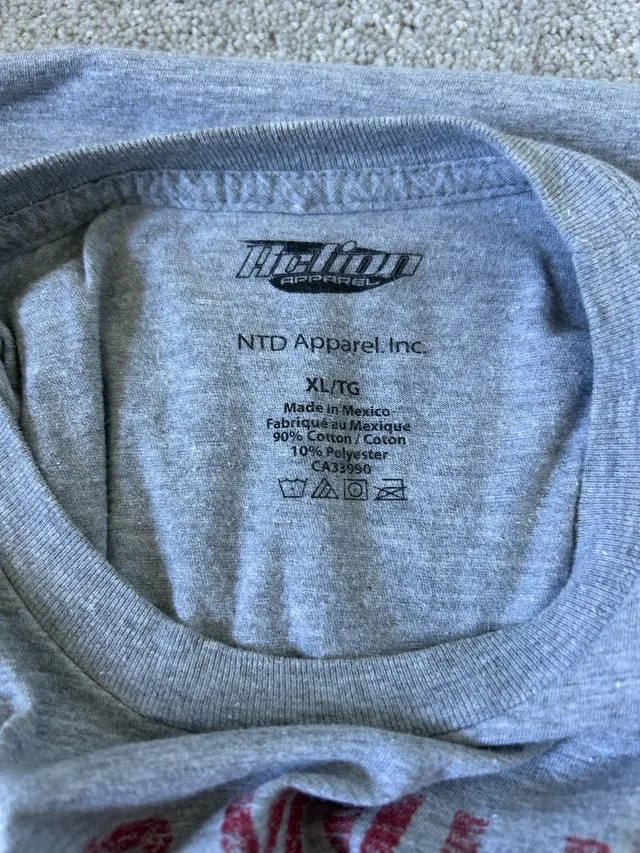 Action
APPAREL
NTD Apparel. Inc.
XL/TG
Made in Mexico
Fabriqué au Mexique
90% Cotton / Coton
10% Polyester
CA33990